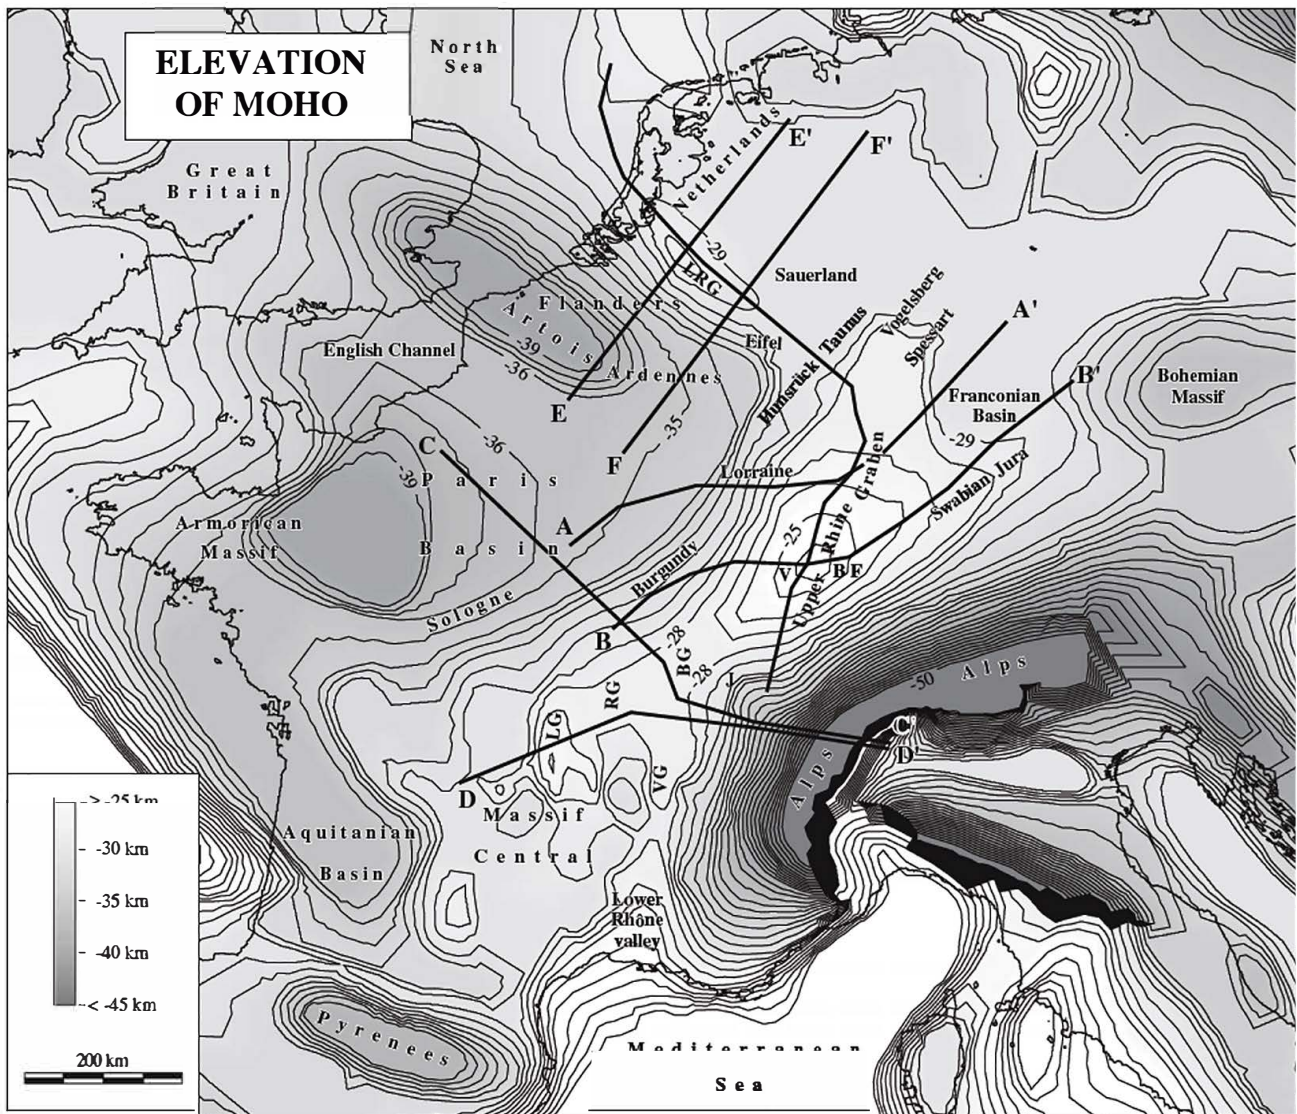 ELEVATION
OF MOHO
North
Sea
Great
Britain
Netherlands
E'
F'
-29
LRG
Sauerland
Flanders
Artois
-39
-36
English Channel
Ardennes
Eifel
Hunsrück Taunus
Vogelsberg
Spessart
A'
B'
Bohemian
Massif
Franconian
Basin
-29
E
C
-36
-35
F
Lorraine
Upper Rhine Graben
Swabian Jura
-39
Paris
Basin
Armorican
Massif
A
-25
V
BF
Burgundy
Sologne
B
-28
BG
-28
J
RG
LG
VG
-50
Alps
Alps
C'
D'
D
Massif
Central
Aquitanian
Basin
Lower
Rhône
valley
Pyrenees
Mediterranean
Sea
> -25 km
-30 km
-35 km
-40 km
< -45 km
200 km